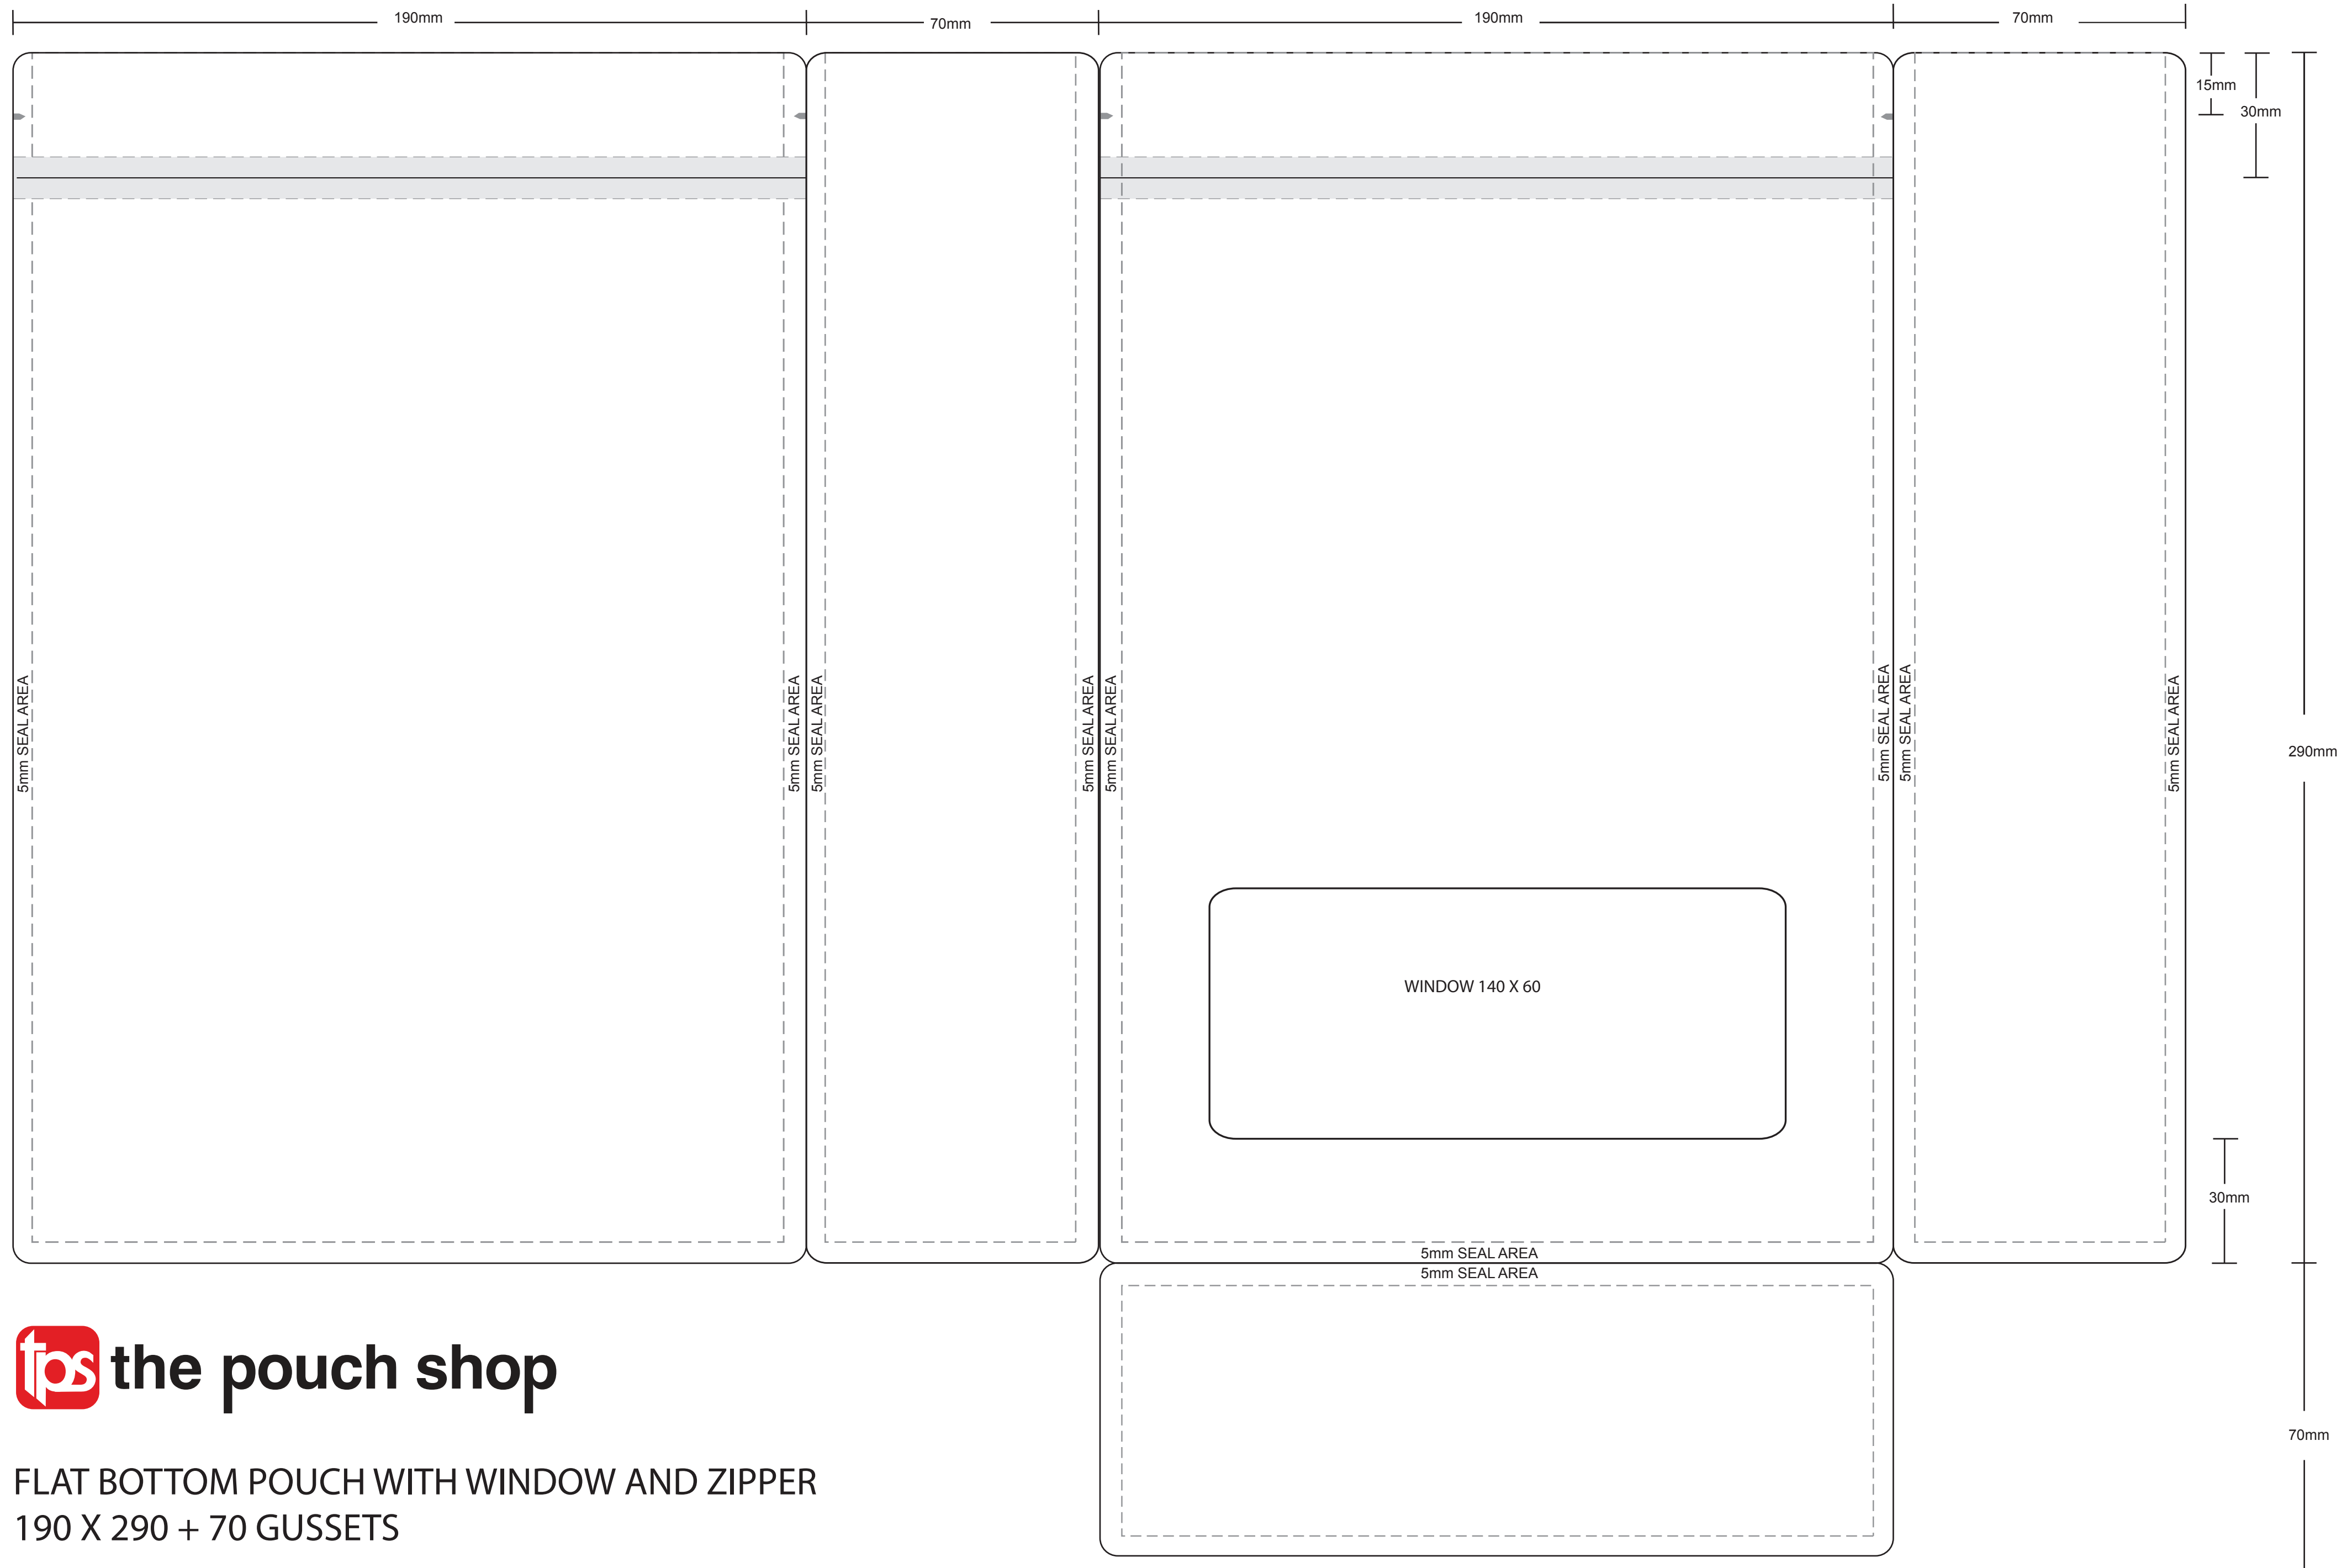 190mm
70mm
190mm
70mm
15mm
30mm
5mm SEAL AREA
5mm SEAL AREA
5mm SEAL AREA
5mm SEAL AREA
5mm SEAL AREA
5mm SEAL AREA
5mm SEAL AREA
5mm SEAL AREA
290mm
WINDOW 140 X 60
30mm
5mm SEAL AREA
5mm SEAL AREA
tps the pouch shop
70mm
FLAT BOTTOM POUCH WITH WINDOW AND ZIPPER
190 X 290 + 70 GUSSETS